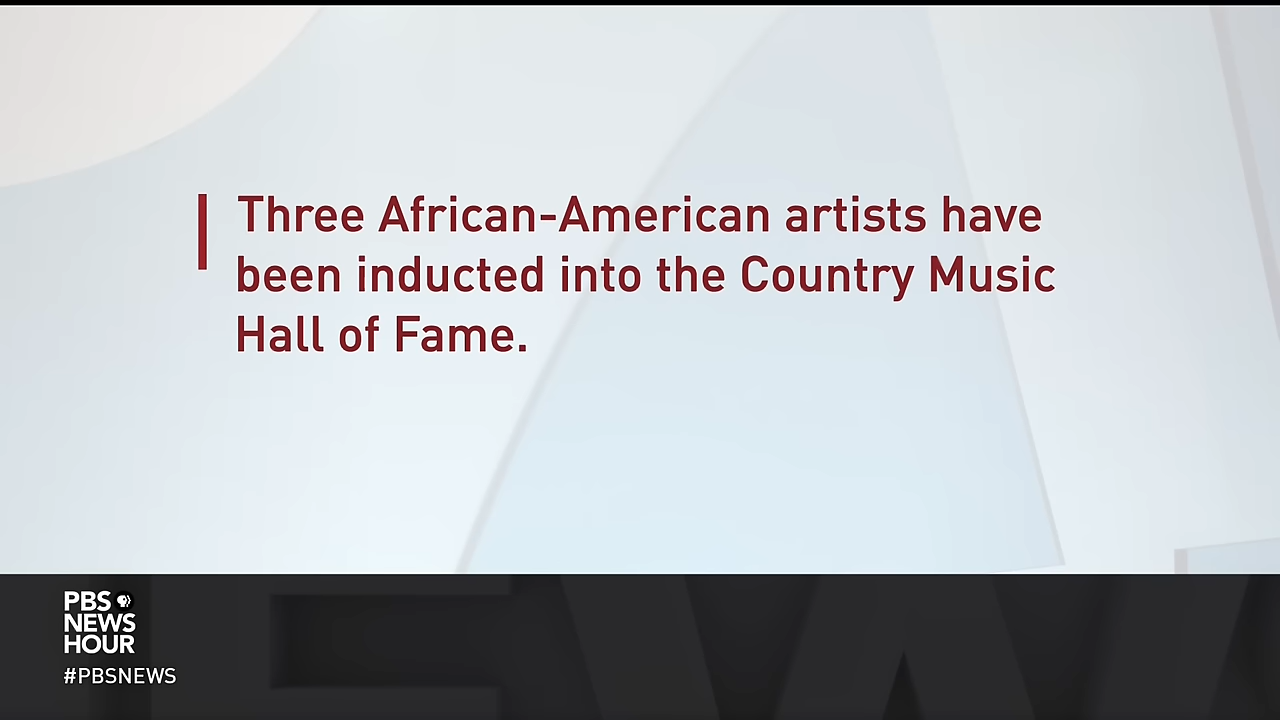 Three African-American artists have
been inducted into the Country Music
Hall of Fame.
PBS
NEWS
HOUR
#PBSNEWS